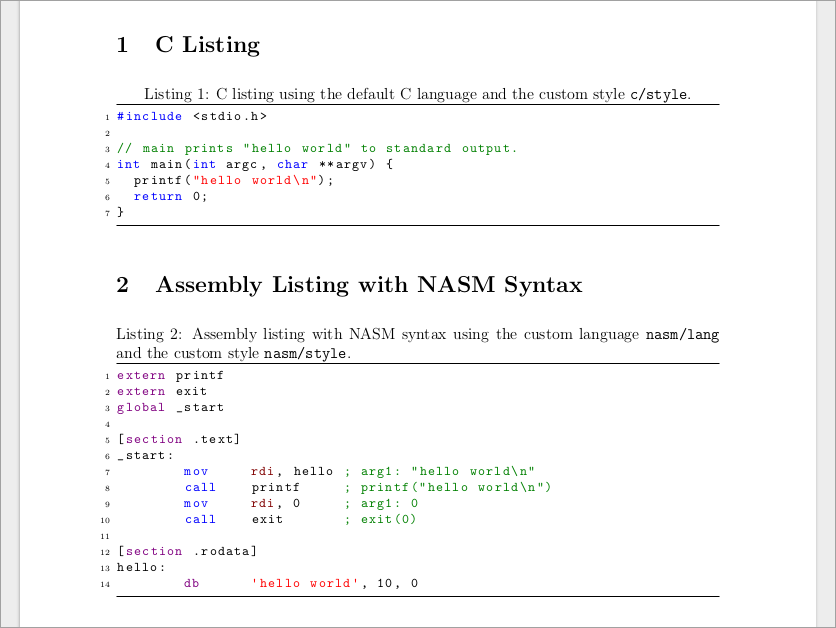 1 C Listing
Listing 1: C listing using the default C language and the custom style c/style.
1 #include <stdio.h>
2
3 // main prints "hello world" to standard output.
4 int main(int argc, char **argv) {
5   printf("hello world\n");
6   return 0;
7 }
2 Assembly Listing with NASM Syntax
Listing 2: Assembly listing with NASM syntax using the custom language nasm/lang
and the custom style nasm/style.
1 extern printf
2 extern exit
3 global _start
4
5 [section .text]
6 _start:
7         mov     rdi, hello ; arg1: "hello world\n"
8         call    printf     ; printf("hello world\n")
9         mov     rdi, 0     ; arg1: 0
10         call    exit       ; exit(0)
11
12 [section .rodata]
13 hello:
14         db      'hello world', 10, 0